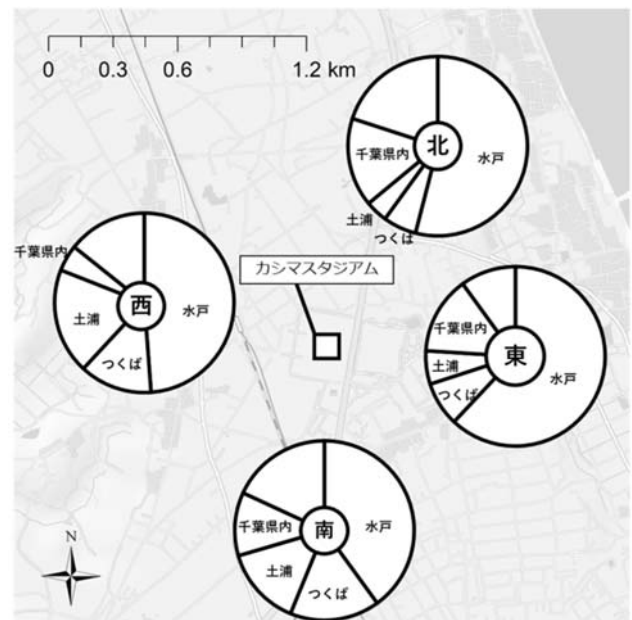 0 0.3 0.6 1.2 km
北
水戸
つくば
土浦
千葉県内
カシマスタジアム
西
水戸
つくば
土浦
千葉県内
東
水戸
つくば
土浦
千葉県内
南
水戸
つくば
土浦
千葉県内
N